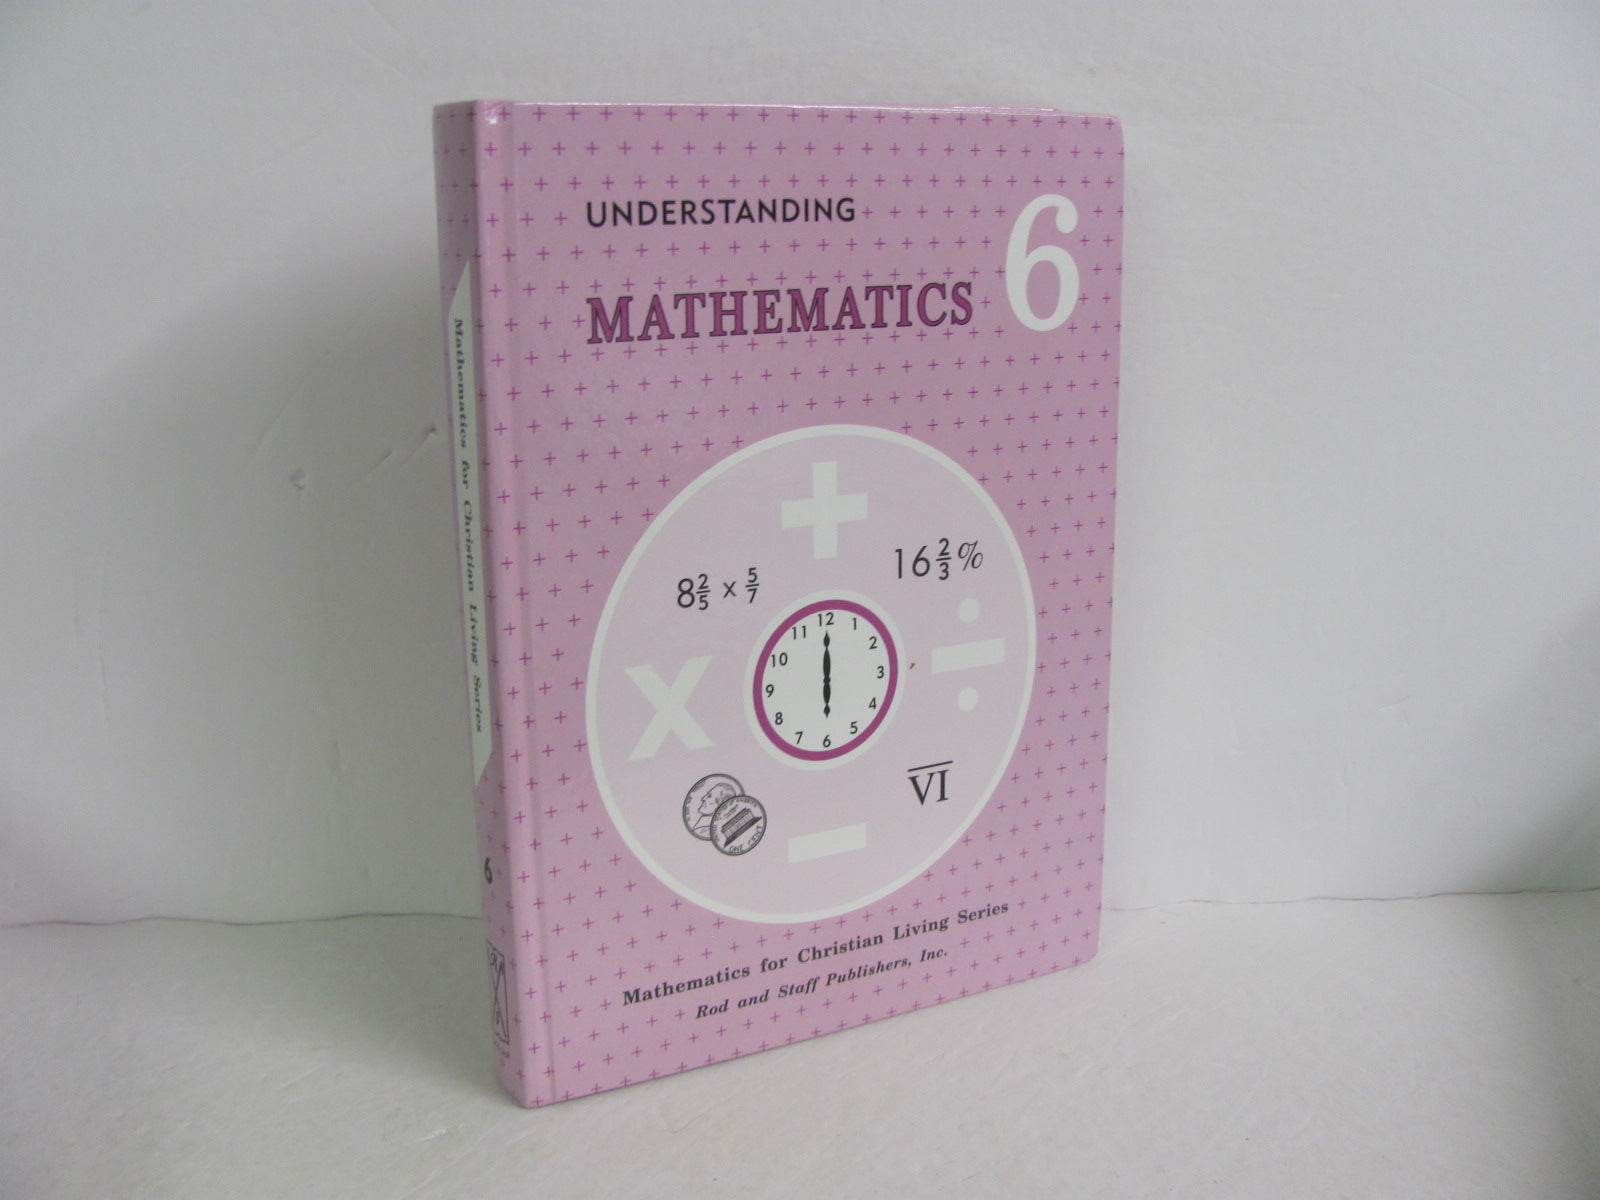 UNDERSTANDING
MATHEMATICS
6
8 2/5 x 5/7
16 2/3 %
12
1
2
3
4
5
6
7
8
9
10
11
V̅I̅
ONE CENT
Mathematics for Christian Living Series
Rod and Staff Publishers, Inc.
Mathematics for Christian Living Series
6